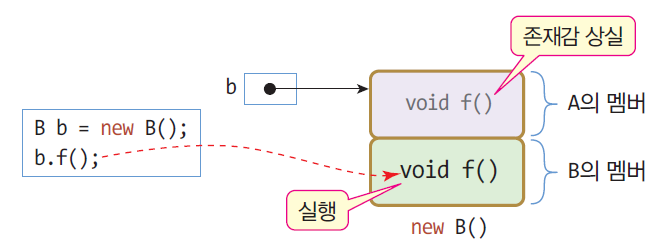 존재감 상실
b
void f()
A의 멤버
B b = new B();
b.f();
void f()
B의 멤버
실행
new B()